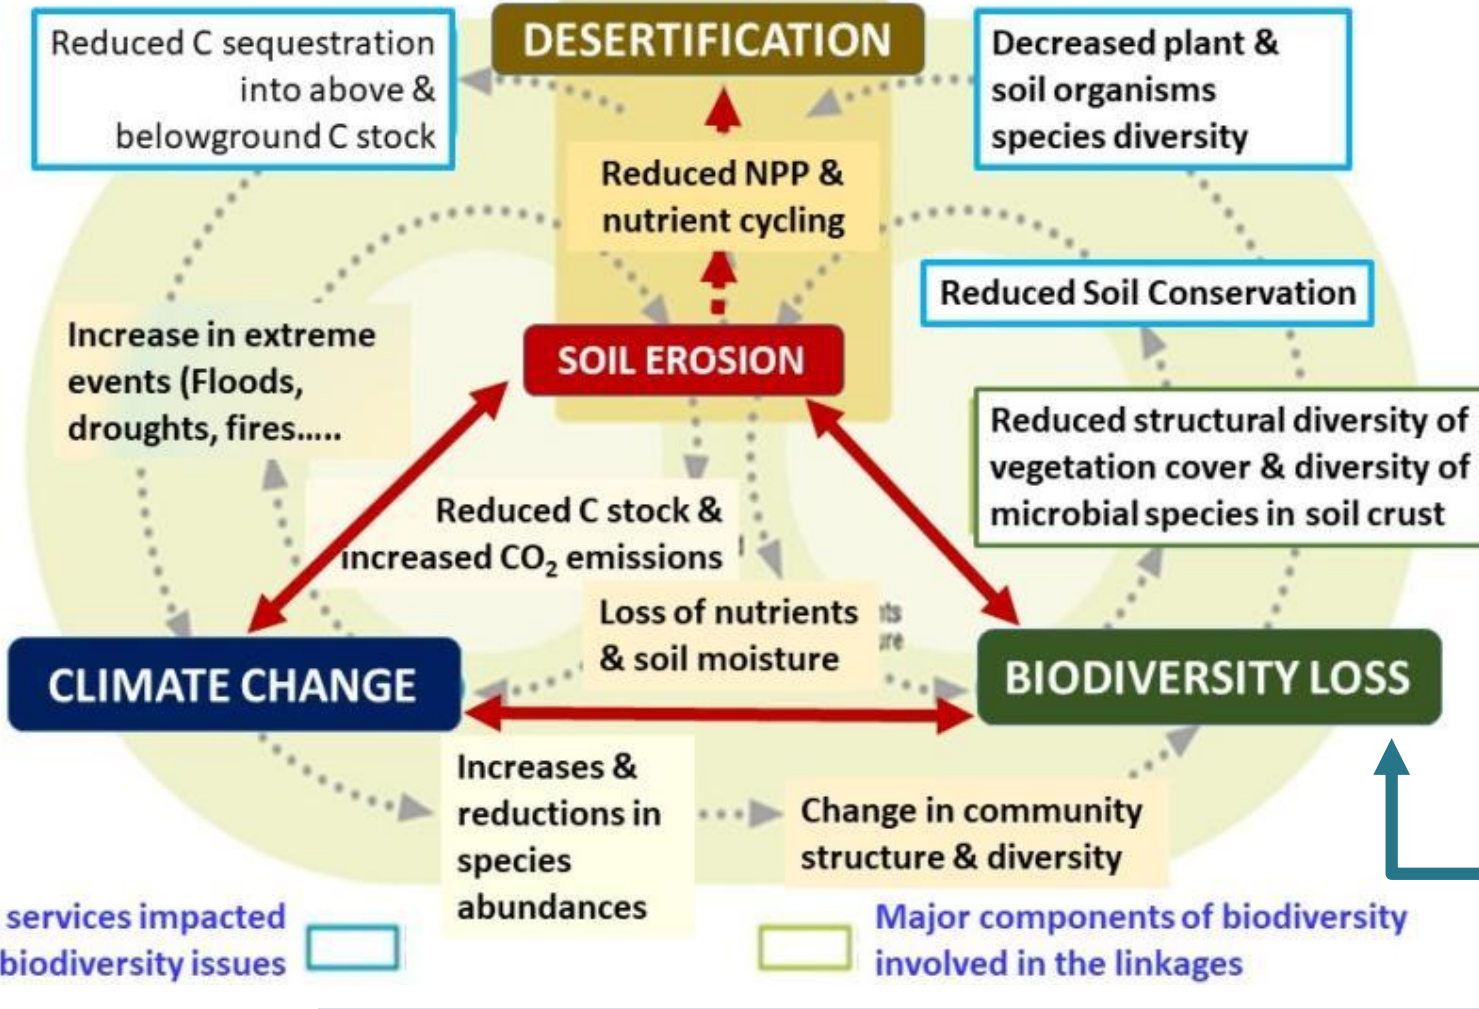 DESERTIFICATION
Reduced C sequestration
into above &
belowground C stock
Decreased plant &
soil organisms
species diversity
Reduced NPP &
nutrient cycling
Reduced Soil Conservation
Increase in extreme
events (Floods,
droughts, fires.....
SOIL EROSION
Reduced structural diversity of
vegetation cover & diversity of
microbial species in soil crust
Reduced C stock &
increased CO₂ emissions
Loss of nutrients
& soil moisture
CLIMATE CHANGE
BIODIVERSITY LOSS
Increases &
reductions in
species
abundances
Change in community
structure & diversity
services impacted
biodiversity issues
Major components of biodiversity
involved in the linkages